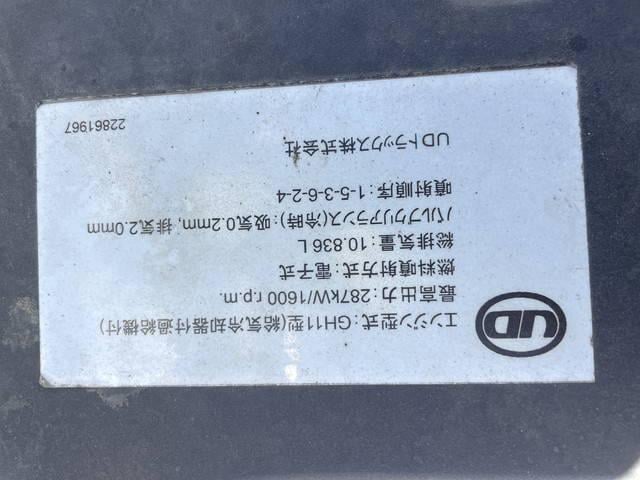 UD
エンジン型式:GH11型(給気冷却器付過給機付)
最高出力:287kW/1600 r.p.m.
燃料噴射方式:電子式
総排気量:10.836 L
バルブクリアランス(冷時):吸気0.2mm, 排気2.0mm
噴射順序:1-5-3-6-2-4
UDトラックス株式会社
22861967